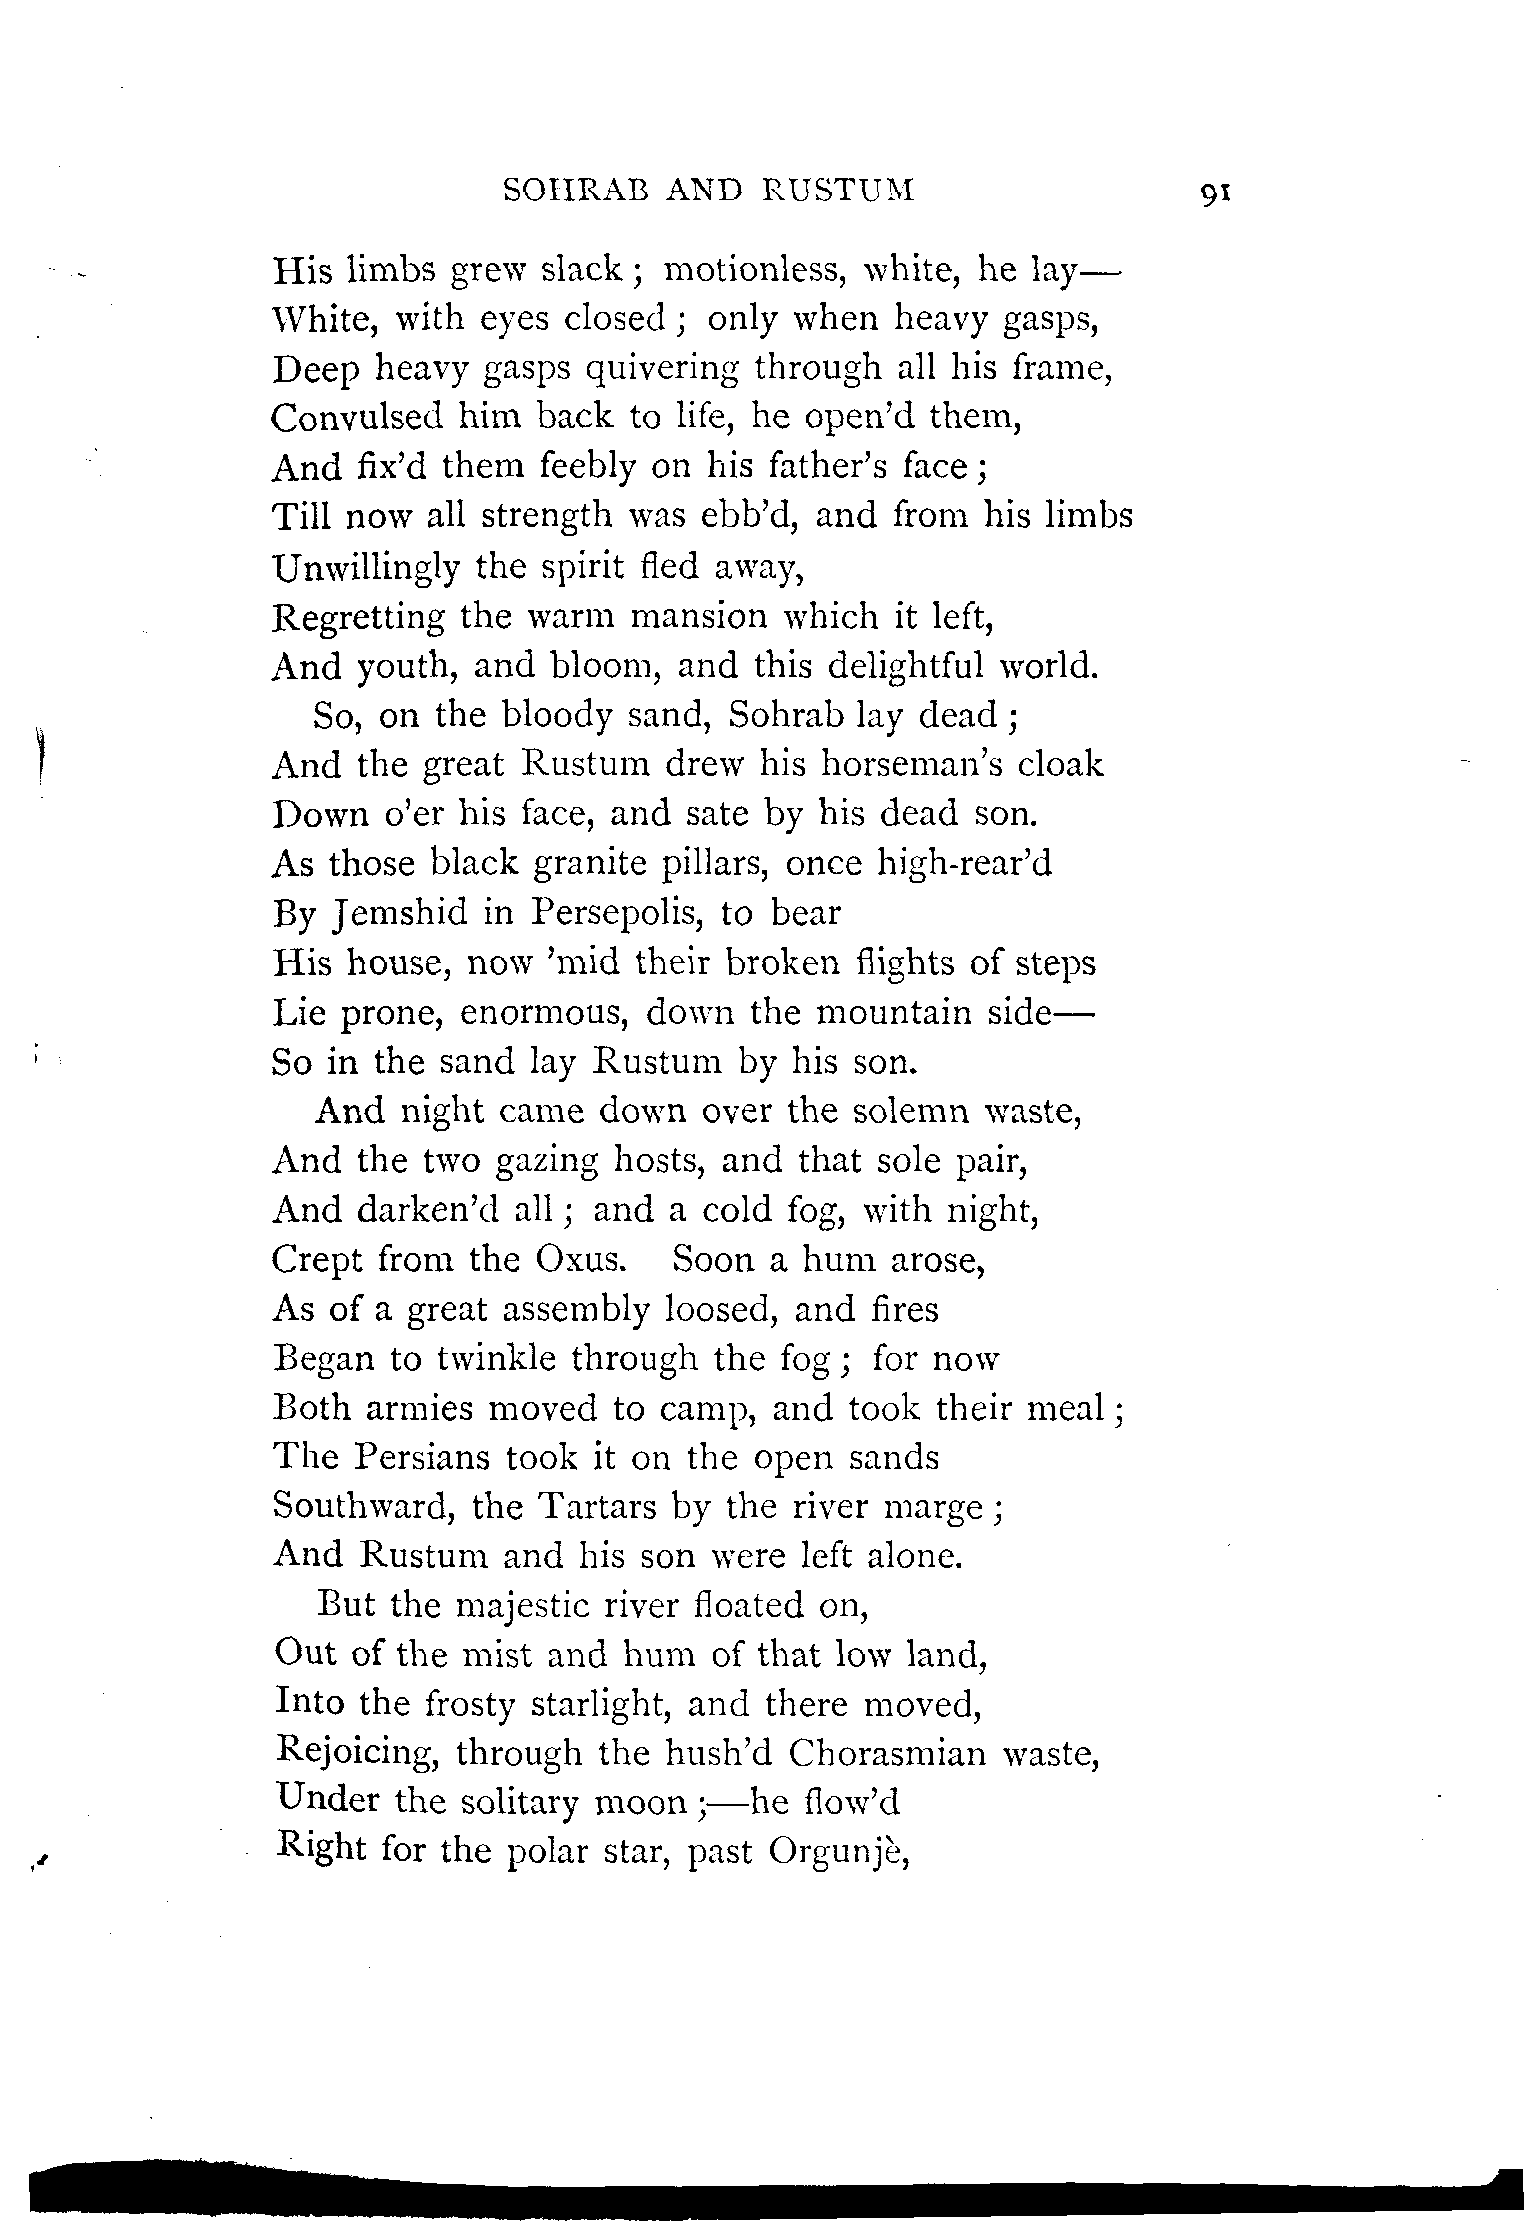 SOHRAB AND RUSTUM 91
His limbs grew slack ; motionless, white, he lay—
White, with eyes closed ; only when heavy gasps,
Deep heavy gasps quivering through all his frame,
Convulsed him back to life, he open'd them,
And fix'd them feebly on his father's face ;
Till now all strength was ebb'd, and from his limbs
Unwillingly the spirit fled away,
Regretting the warm mansion which it left,
And youth, and bloom, and this delightful world.
So, on the bloody sand, Sohrab lay dead ;
And the great Rustum drew his horseman's cloak
Down o'er his face, and sate by his dead son.
As those black granite pillars, once high-rear'd
By Jemshid in Persepolis, to bear
His house, now 'mid their broken flights of steps
Lie prone, enormous, down the mountain side—
So in the sand lay Rustum by his son.
And night came down over the solemn waste,
And the two gazing hosts, and that sole pair,
And darken'd all ; and a cold fog, with night,
Crept from the Oxus. Soon a hum arose,
As of a great assembly loosed, and fires
Began to twinkle through the fog ; for now
Both armies moved to camp, and took their meal ;
The Persians took it on the open sands
Southward, the Tartars by the river marge ;
And Rustum and his son were left alone.
But the majestic river floated on,
Out of the mist and hum of that low land,
Into the frosty starlight, and there moved,
Rejoicing, through the hush'd Chorasmian waste,
Under the solitary moon ;—he flow'd
Right for the polar star, past Orgunjè,